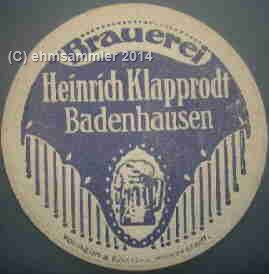 Brauerei
(C) ehmsammler 2014
Heinrich Klapprodt
Badenhausen